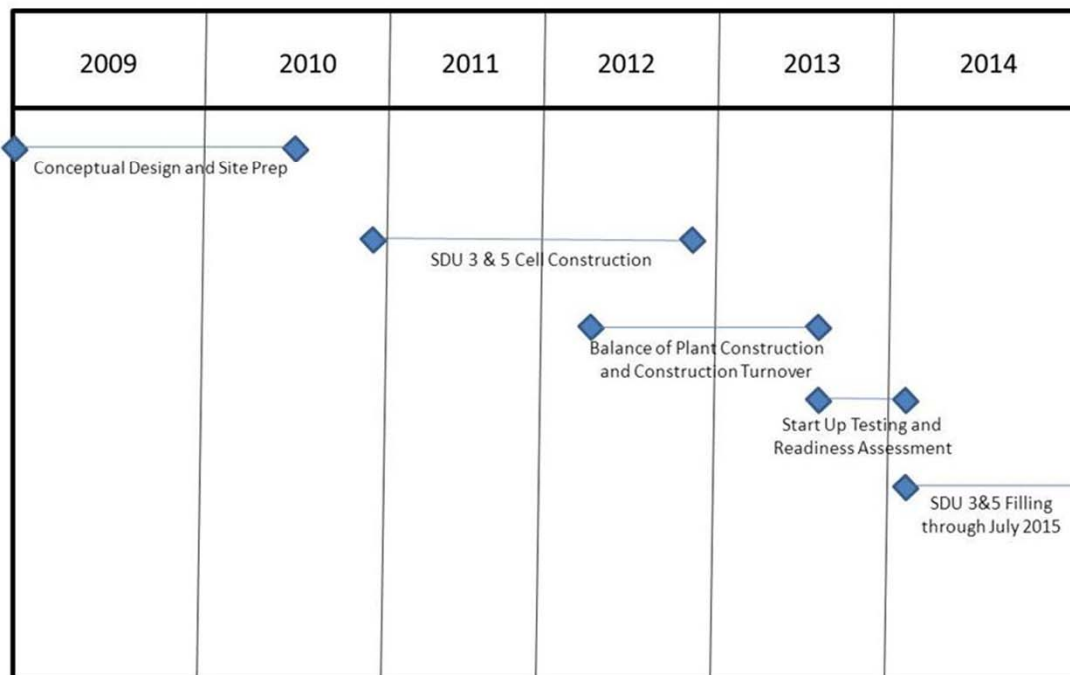 2009
2010
2011
2012
2013
2014
Conceptual Design and Site Prep
SDU 3 & 5 Cell Construction
Balance of Plant Construction
and Construction Turnover
Start Up Testing and
Readiness Assessment
SDU 3&5 Filling
through July 2015